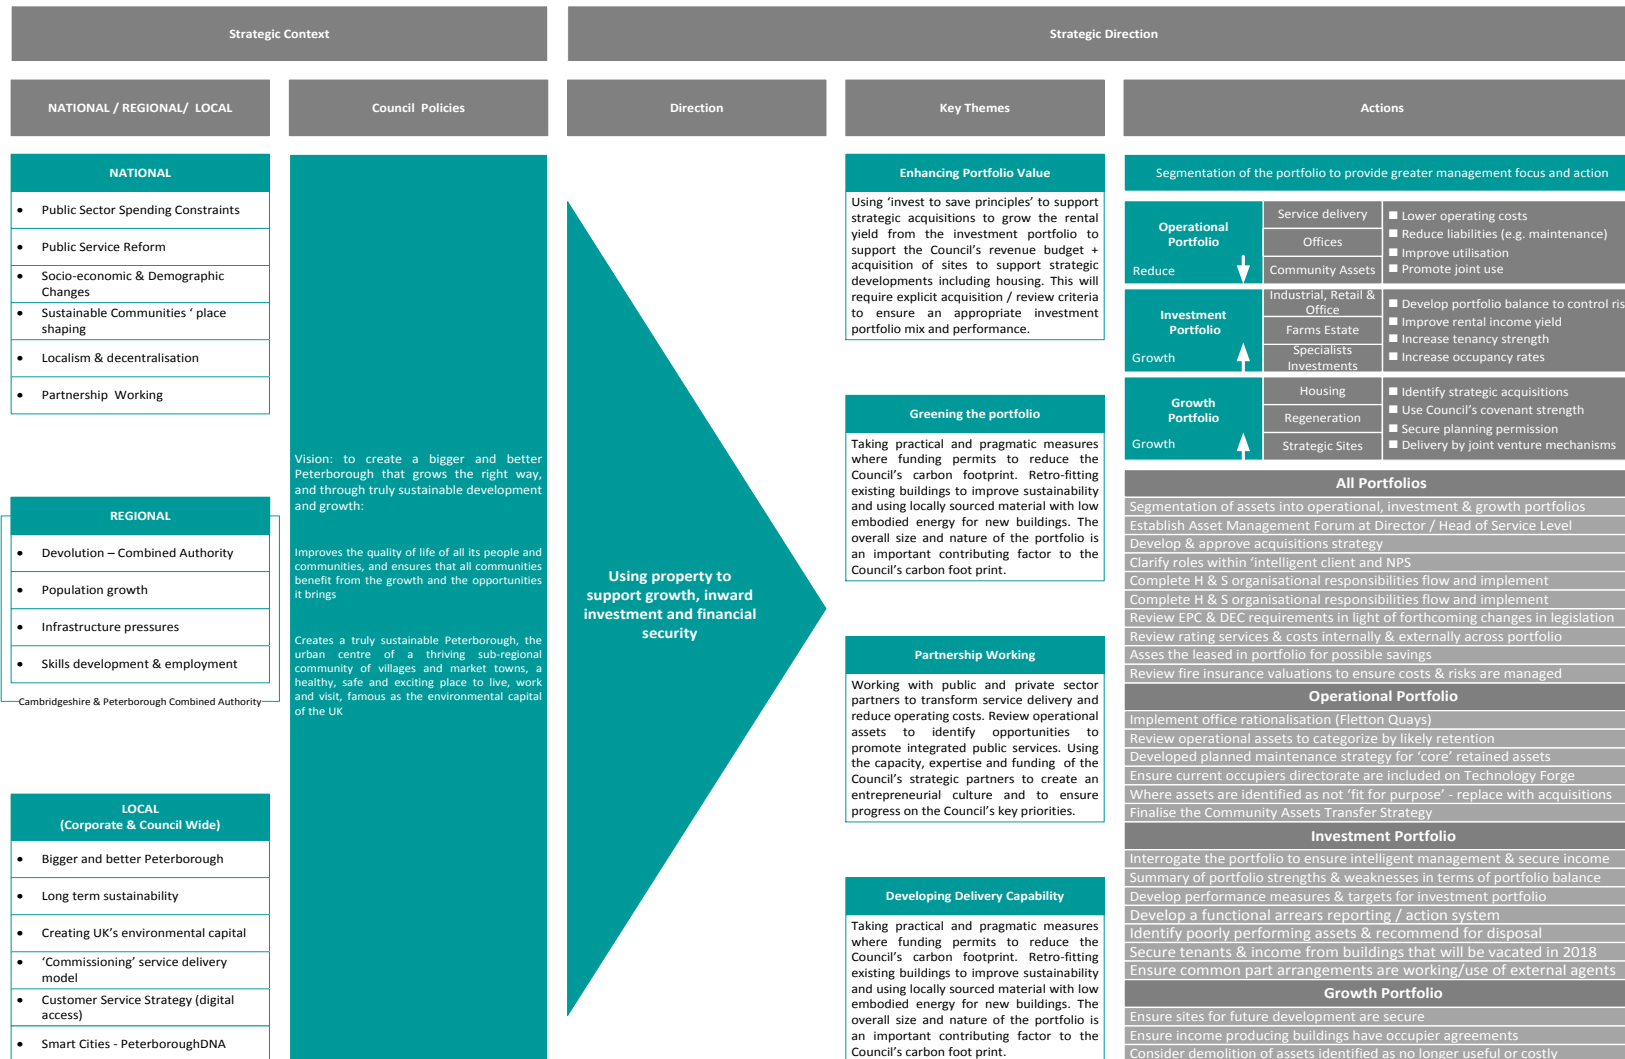 Strategic Context
Strategic Direction
NATIONAL / REGIONAL/ LOCAL
Council Policies
Direction
Key Themes
Actions
NATIONAL
• Public Sector Spending Constraints
• Public Service Reform
• Socio-economic & Demographic
Changes
• Sustainable Communities ‘ place
shaping
• Localism & decentralisation
• Partnership Working
REGIONAL
• Devolution – Combined Authority
• Population growth
• Infrastructure pressures
• Skills development & employment
Cambridgeshire & Peterborough Combined Authority
LOCAL
(Corporate & Council Wide)
• Bigger and better Peterborough
• Long term sustainability
• Creating UK’s environmental capital
• ‘Commissioning’ service delivery
model
• Customer Service Strategy (digital
access)
• Smart Cities - PeterboroughDNA
Vision: to create a bigger and better
Peterborough that grows the right way,
and through truly sustainable development
and growth:
Improves the quality of life of all its people and
communities, and ensures that all communities
benefit from the growth and the opportunities
it brings
Creates a truly sustainable Peterborough, the
urban centre of a thriving sub-regional
community of villages and market towns, a
healthy, safe and exciting place to live, work
and visit, famous as the environmental capital
of the UK
Using property to
support growth, inward
investment and financial
security
Enhancing Portfolio Value
Using ‘invest to save principles’ to support
strategic acquisitions to grow the rental
yield from the investment portfolio to
support the Council’s revenue budget +
acquisition of sites to support strategic
developments including housing. This will
require explicit acquisition / review criteria
to ensure an appropriate investment
portfolio mix and performance.
Greening the portfolio
Taking practical and pragmatic measures
where funding permits to reduce the
Council’s carbon footprint. Retro-fitting
existing buildings to improve sustainability
and using locally sourced material with low
embodied energy for new buildings. The
overall size and nature of the portfolio is
an important contributing factor to the
Council’s carbon foot print.
Partnership Working
Working with public and private sector
partners to transform service delivery and
reduce operating costs. Review operational
assets to identify opportunities to
promote integrated public services. Using
the capacity, expertise and funding of the
Council’s strategic partners to create an
entrepreneurial culture and to ensure
progress on the Council’s key priorities.
Developing Delivery Capability
Taking practical and pragmatic measures
where funding permits to reduce the
Council’s carbon footprint. Retro-fitting
existing buildings to improve sustainability
and using locally sourced material with low
embodied energy for new buildings. The
overall size and nature of the portfolio is
an important contributing factor to the
Council’s carbon foot print.
Segmentation of the portfolio to provide greater management focus and action
Operational
Portfolio
Reduce
Service delivery
Offices
Community Assets
■ Lower operating costs
■ Reduce liabilities (e.g. maintenance)
■ Improve utilisation
■ Promote joint use
Investment
Portfolio
Growth
Industrial, Retail &
Office
Farms Estate
Specialists
Investments
■ Develop portfolio balance to control ris
■ Improve rental income yield
■ Increase tenancy strength
■ Increase occupancy rates
Growth
Portfolio
Growth
Housing
Regeneration
Strategic Sites
■ Identify strategic acquisitions
■ Use Council’s covenant strength
■ Secure planning permission
■ Delivery by joint venture mechanisms
All Portfolios
Segmentation of assets into operational, investment & growth portfolios
Establish Asset Management Forum at Director / Head of Service Level
Develop & approve acquisitions strategy
Clarify roles within ‘intelligent client and NPS
Complete H & S organisational responsibilities flow and implement
Complete H & S organisational responsibilities flow and implement
Review EPC & DEC requirements in light of forthcoming changes in legislation
Review rating services & costs internally & externally across portfolio
Asses the leased in portfolio for possible savings
Review fire insurance valuations to ensure costs & risks are managed
Operational Portfolio
Implement office rationalisation (Fletton Quays)
Review operational assets to categorize by likely retention
Developed planned maintenance strategy for ‘core’ retained assets
Ensure current occupiers directorate are included on Technology Forge
Where assets are identified as not ‘fit for purpose’ - replace with acquisitions
Finalise the Community Assets Transfer Strategy
Investment Portfolio
Interrogate the portfolio to ensure intelligent management & secure income
Summary of portfolio strengths & weaknesses in terms of portfolio balance
Develop performance measures & targets for investment portfolio
Develop a functional arrears reporting / action system
Identify poorly performing assets & recommend for disposal
Secure tenants & income from buildings that will be vacated in 2018
Ensure common part arrangements are working/use of external agents
Growth Portfolio
Ensure sites for future development are secure
Ensure income producing buildings have occupier agreements
Consider demolition of assets identified as no longer useful or costly